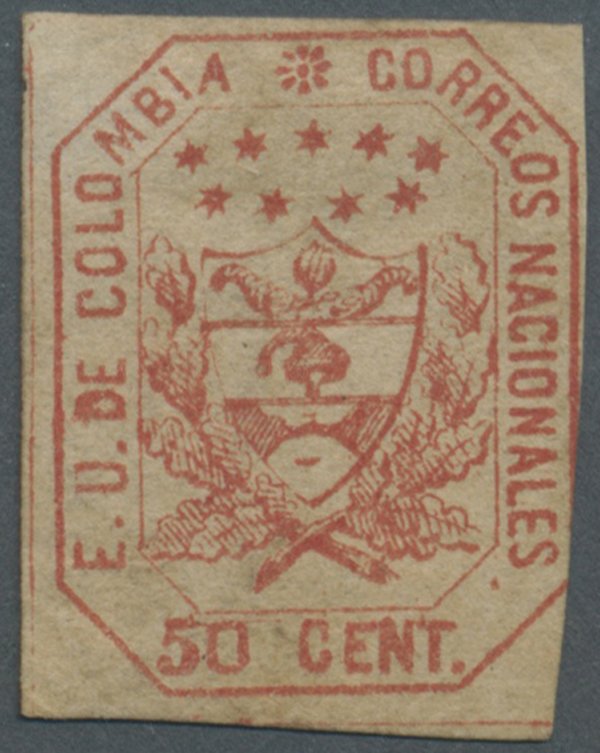 E. U. DE COLOMBIA
CORREOS NACIONALES
50 CENT.